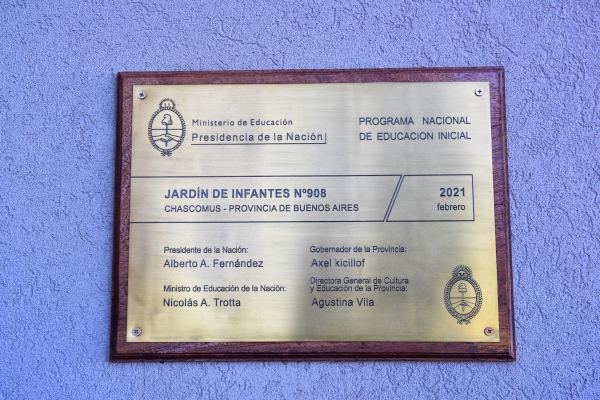 Ministerio de Educación
Presidencia de la Nación
PROGRAMA NACIONAL
DE EDUCACION INICIAL
JARDÍN DE INFANTES Nº908
CHASCOMUS - PROVINCIA DE BUENOS AIRES
2021
febrero
Presidente de la Nación:
Alberto A. Fernández
Gobernador de la Provincia:
Axel kicillof
Ministro de Educación de la Nación:
Nicolás A. Trotta
Directora General de Cultura
y Educación de la Provincia:
Agustina Vila